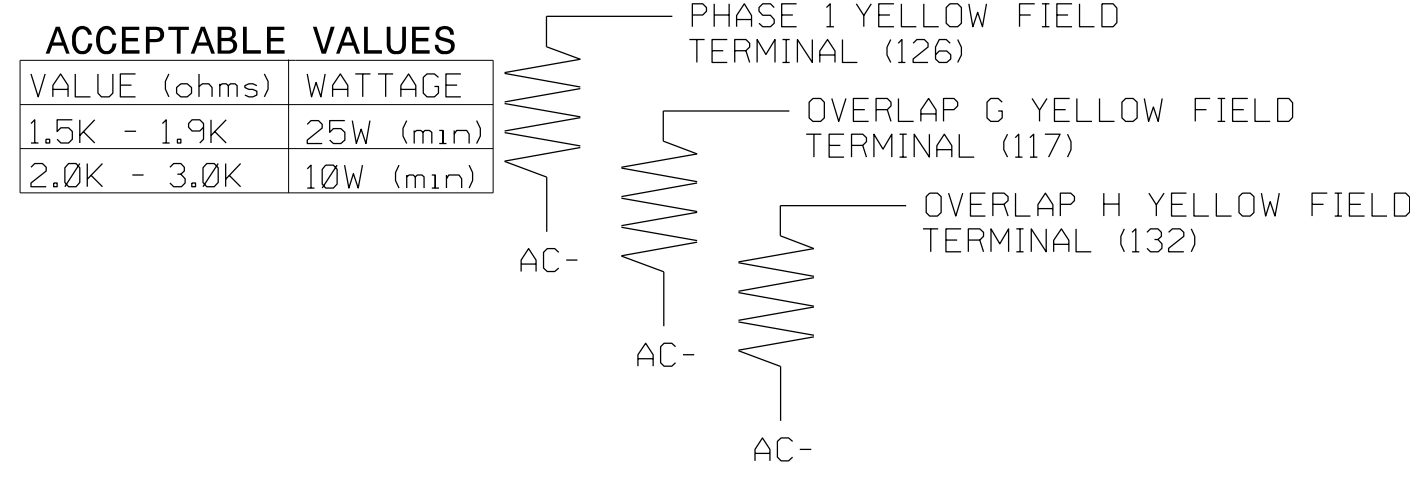 ACCEPTABLE VALUES
VALUE (ohms) WATTAGE
1.5K - 1.9K 25W (min)
2.0K - 3.0K 10W (min)
PHASE 1 YELLOW FIELD
TERMINAL (126)
AC-
OVERLAP G YELLOW FIELD
TERMINAL (117)
AC-
OVERLAP H YELLOW FIELD
TERMINAL (132)
AC-